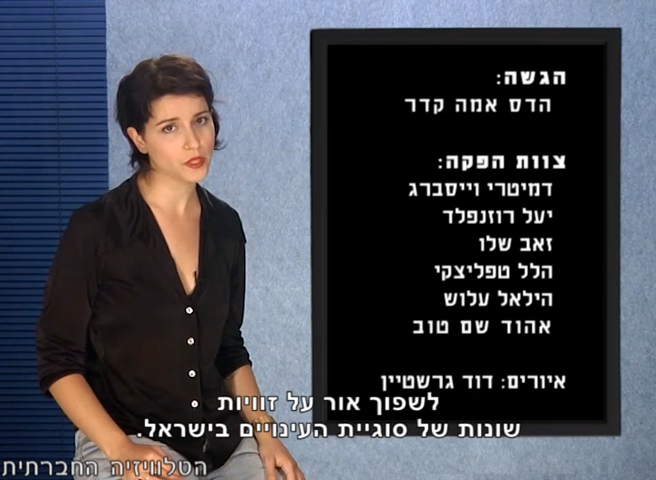 הגשה:
הדס אמה קדר
צוות הפקה:
דמיטרי וייסברג
יעל רוזנפלד
זאב שלו
הלל טפליצקי
הילאל עלוש
אהוד שם טוב
איורים: דוד גרשטיין
לשפוך אור על זוויות
שונות של סוגיית העינויים בישראל.
הטלוויזיה החברתית